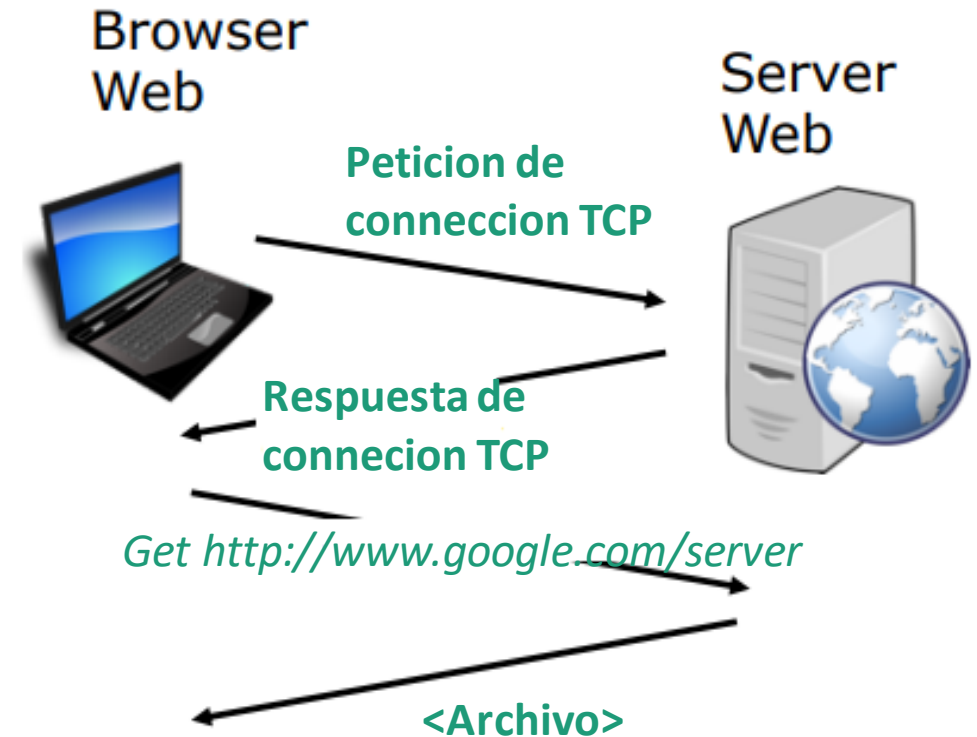 Browser
Web
Server
Web
Peticion de
conneccion TCP
Respuesta de
connecion TCP
Get http://www.google.com/server
<Archivo>